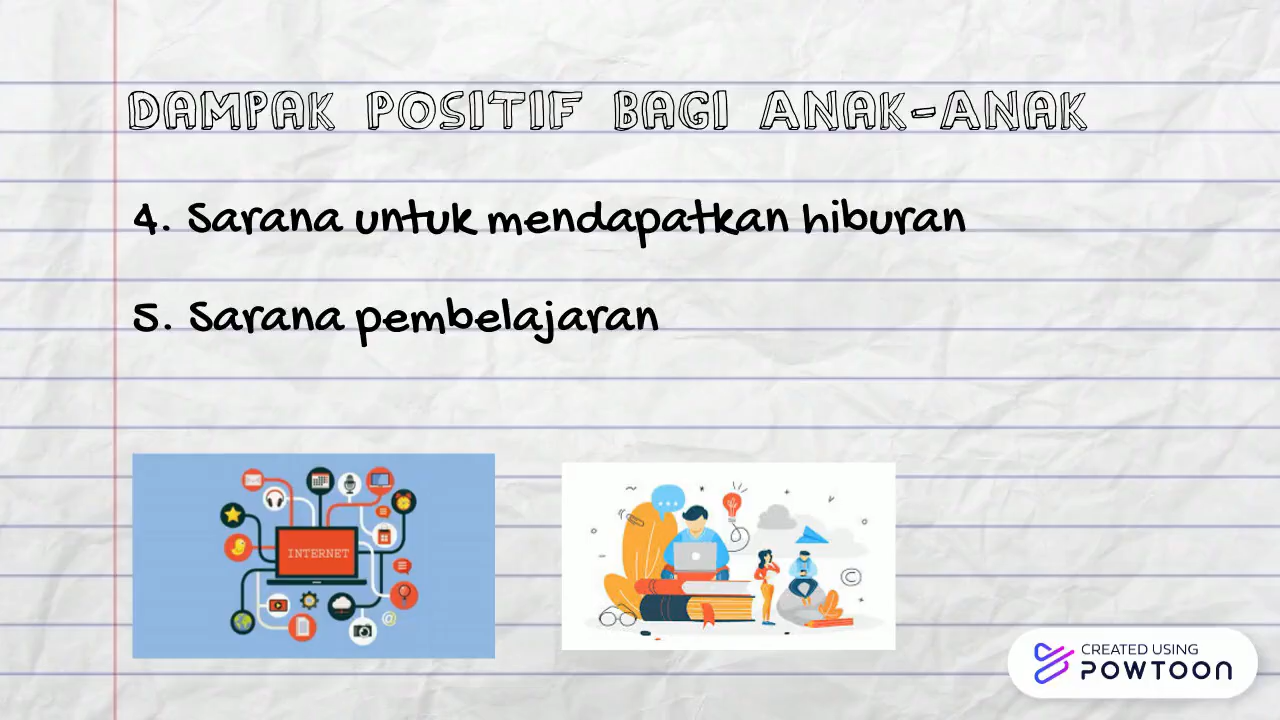 DAMPAK POSITIF BAGI ANAK-ANAK
4. Sarana untuk mendapatkan hiburan
5. Sarana pembelajaran
INTERNET
@
C
CREATED USING
POWTOON